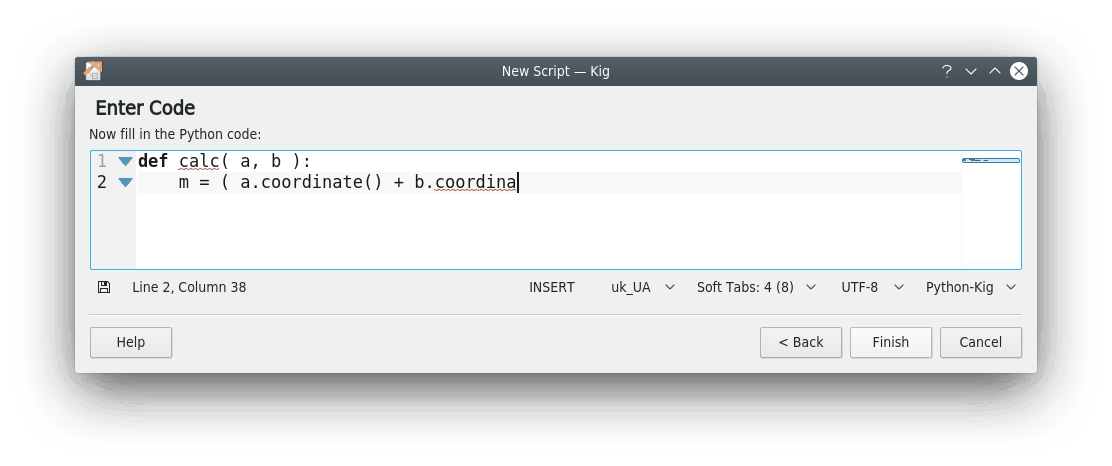 New Script — Kig
Enter Code
Now fill in the Python code:
1 def calc( a, b ):
2     m = ( a.coordinate() + b.coordina
Line 2, Column 38 INSERT uk_UA Soft Tabs: 4 (8) UTF-8 Python-Kig
Help < Back Finish Cancel